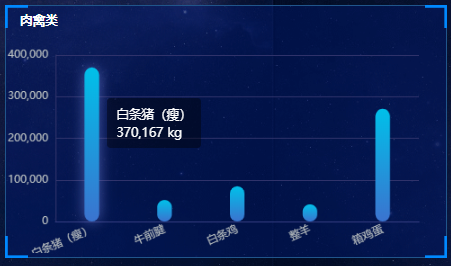 肉禽类
400,000
300,000
200,000
100,000
0
白条猪（瘦）
370,167 kg
白条猪（瘦）
牛前腱
白条鸡
整羊
箱鸡蛋